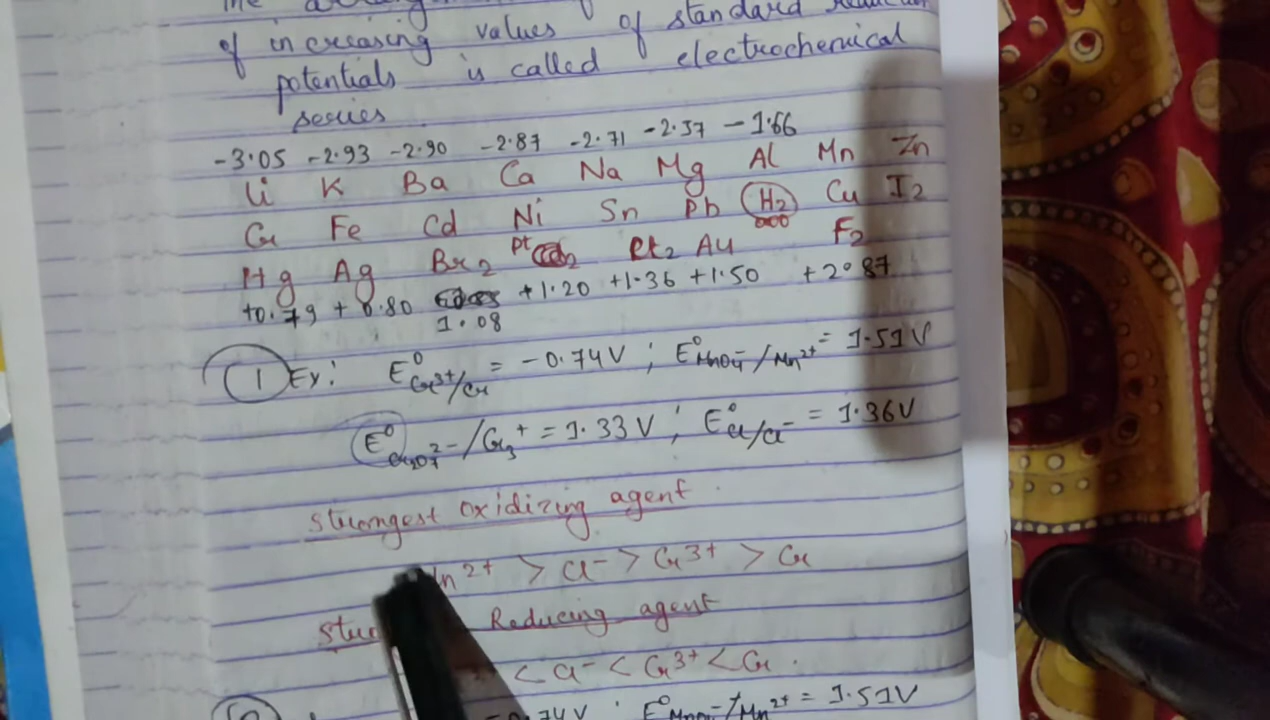 of increasing values of standard
potentials is called electrochemical
series
-3.05 -2.93 -2.90 -2.87 -2.71 -2.37 -1.66
Li K Ba Ca Na Mg Al Mn Zn
Cr Fe Cd Ni Sn Pb H2 Cu I2
Hg Ag Br2 Pt Au F2
+0.79 +0.80 1.08 +1.20 +1.36 +1.50 +2.87
1 Ex: E°Cr3+/Cr = -0.74V ; E°MnO4-/Mn2+ = 1.51V
E°Cr2O7 2-/Cr3+ = 1.33V ; E°Cl/Cl- = 1.36V
strongest oxidizing agent
Mn2+ > Cl- > Cr3+ > Cr
Reducing agent
< Cl- < Cr3+ < Cr .
= 1.51V